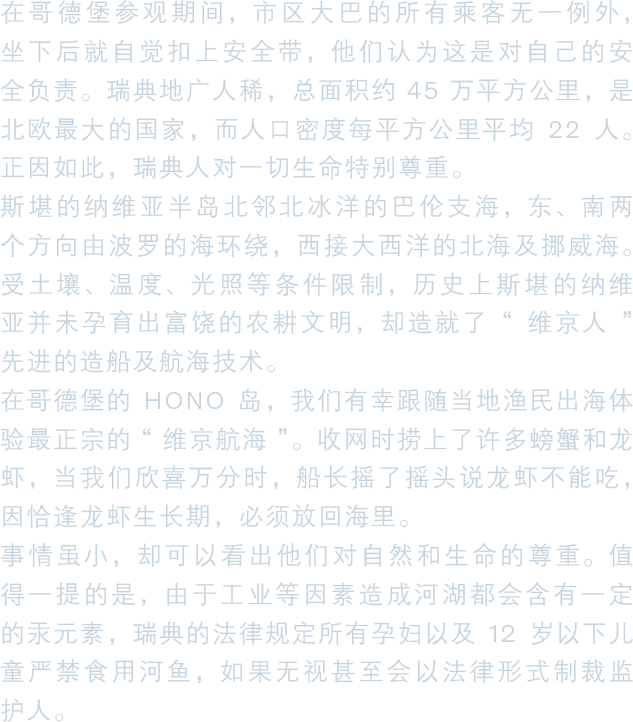 在哥德堡参观期间，市区大巴的所有乘客无一例外，
坐下后就自觉扣上安全带，他们认为这是对自己的安
全负责。瑞典地广人稀，总面积约 45 万平方公里，是
北欧最大的国家，而人口密度每平方公里平均 22 人。
正因如此，瑞典人对一切生命特别尊重。
斯堪的纳维亚半岛北邻北冰洋的巴伦支海，东、南两
个方向由波罗的海环绕，西接大西洋的北海及挪威海。
受土壤、温度、光照等条件限制，历史上斯堪的纳维
亚并未孕育出富饶的农耕文明，却造就了 “ 维京人 ”
先进的造船及航海技术。
在哥德堡的 HONO 岛，我们有幸跟随当地渔民出海体
验最正宗的 “ 维京航海 ”。收网时捞上了许多螃蟹和龙
虾，当我们欣喜万分时，船长摇了摇头说龙虾不能吃，
因恰逢龙虾生长期，必须放回海里。
事情虽小，却可以看出他们对自然和生命的尊重。值
得一提的是，由于工业等因素造成河湖都会含有一定
的汞元素，瑞典的法律规定所有孕妇以及 12 岁以下儿
童严禁食用河鱼，如果无视甚至会以法律形式制裁监
护人。